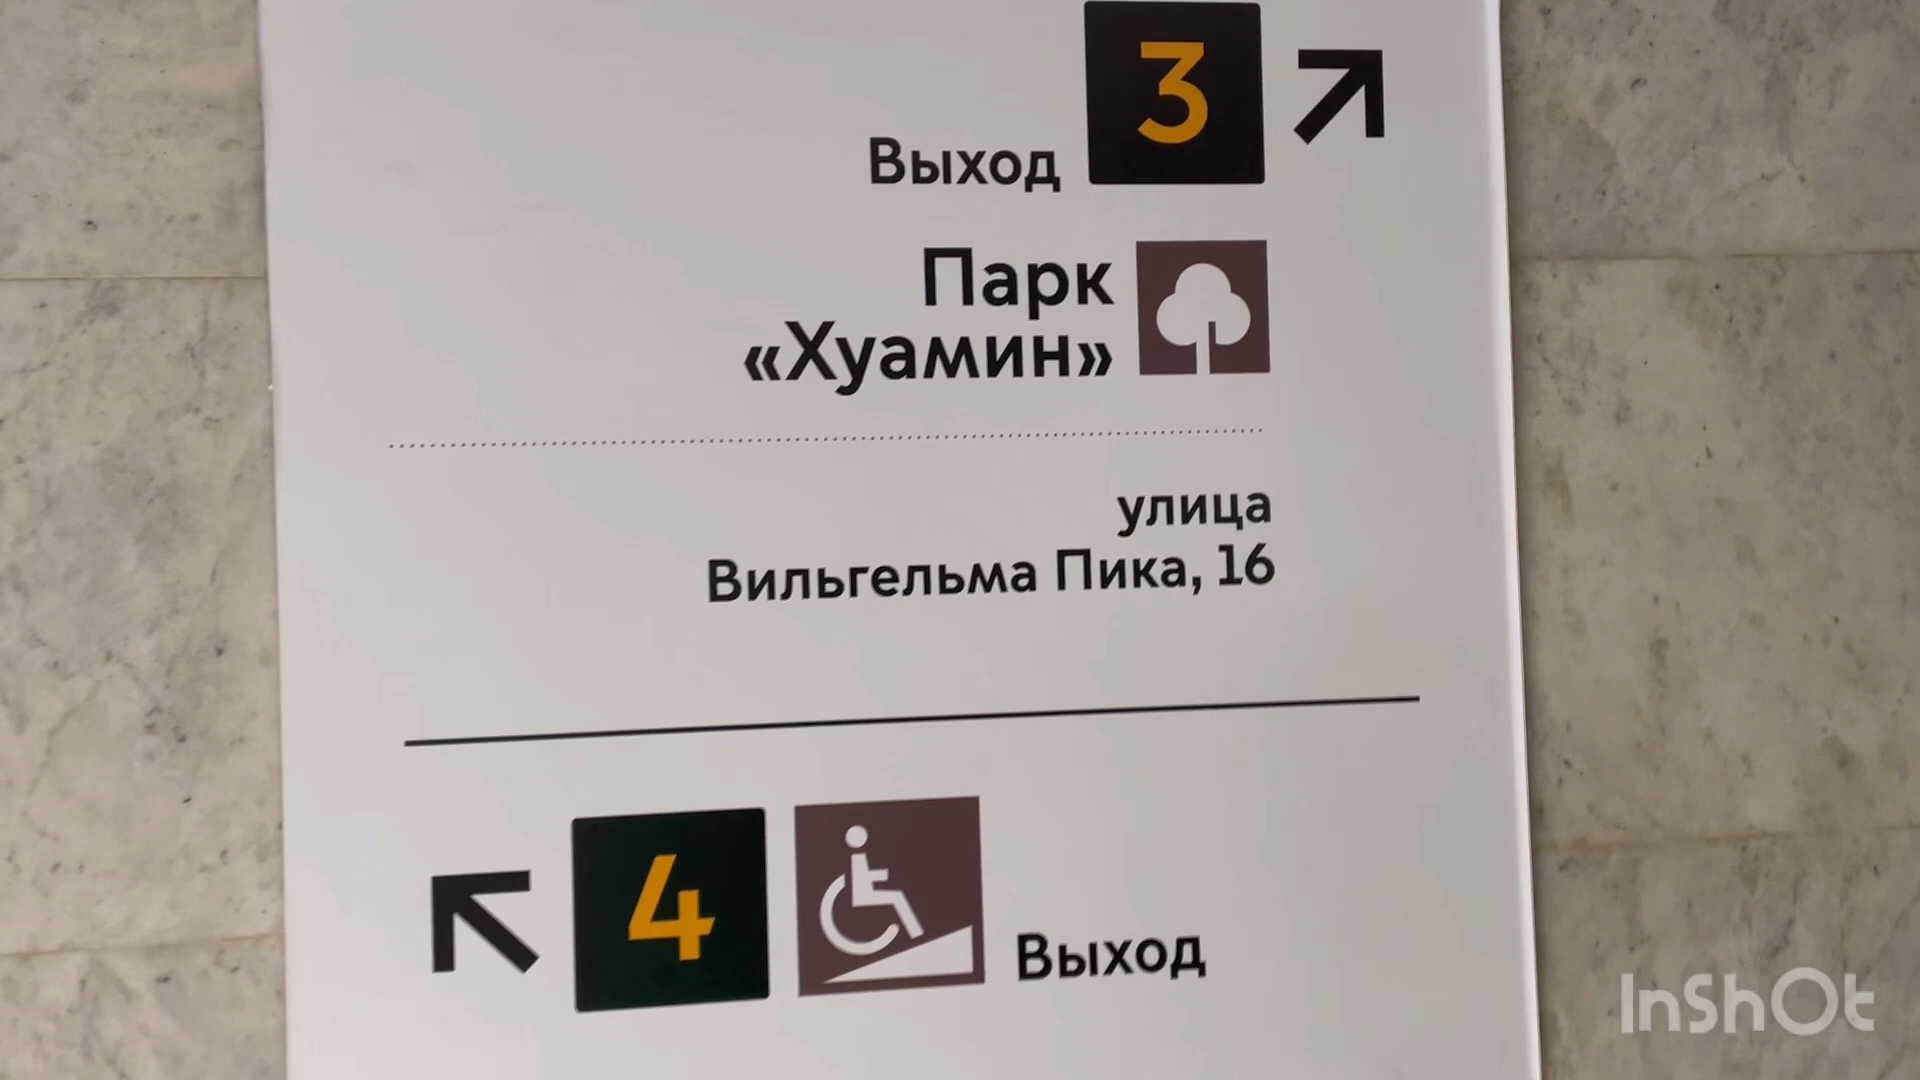 Выход 3
Парк
«Хуамин»
улица
Вильгельма Пика, 16
4 Выход
InShOt